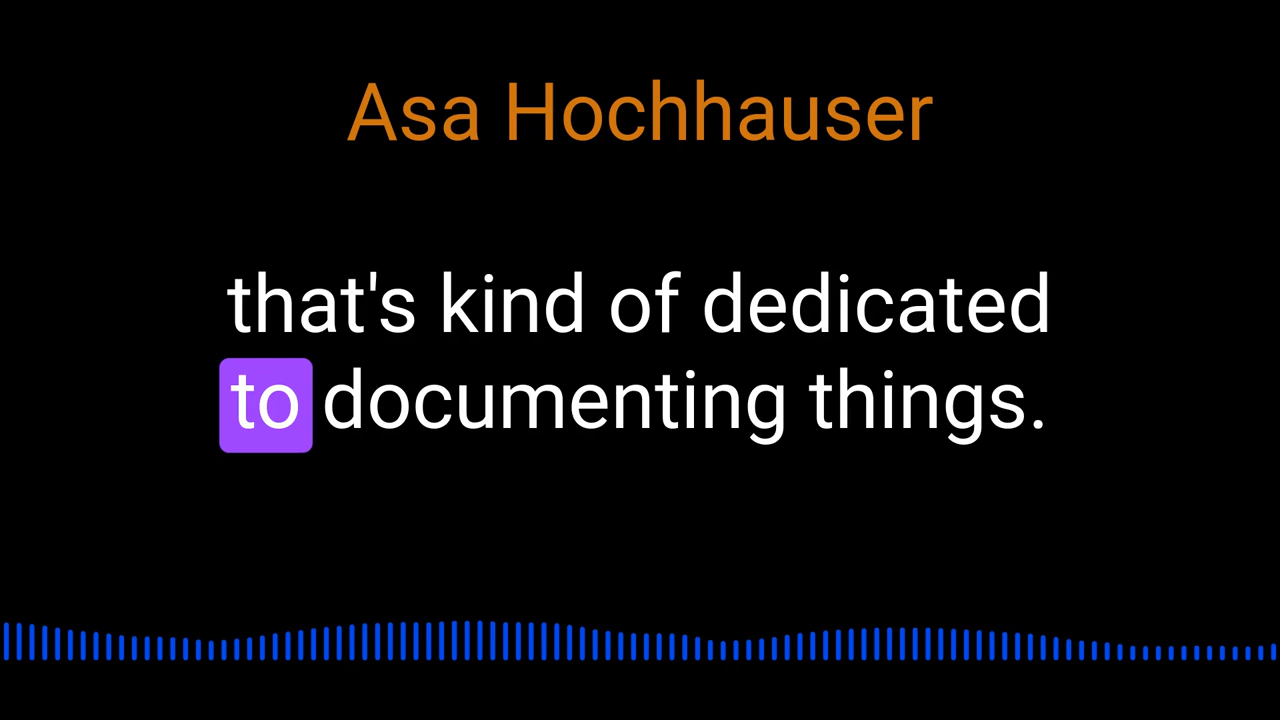 Asa Hochhauser
that's kind of dedicated
to documenting things.